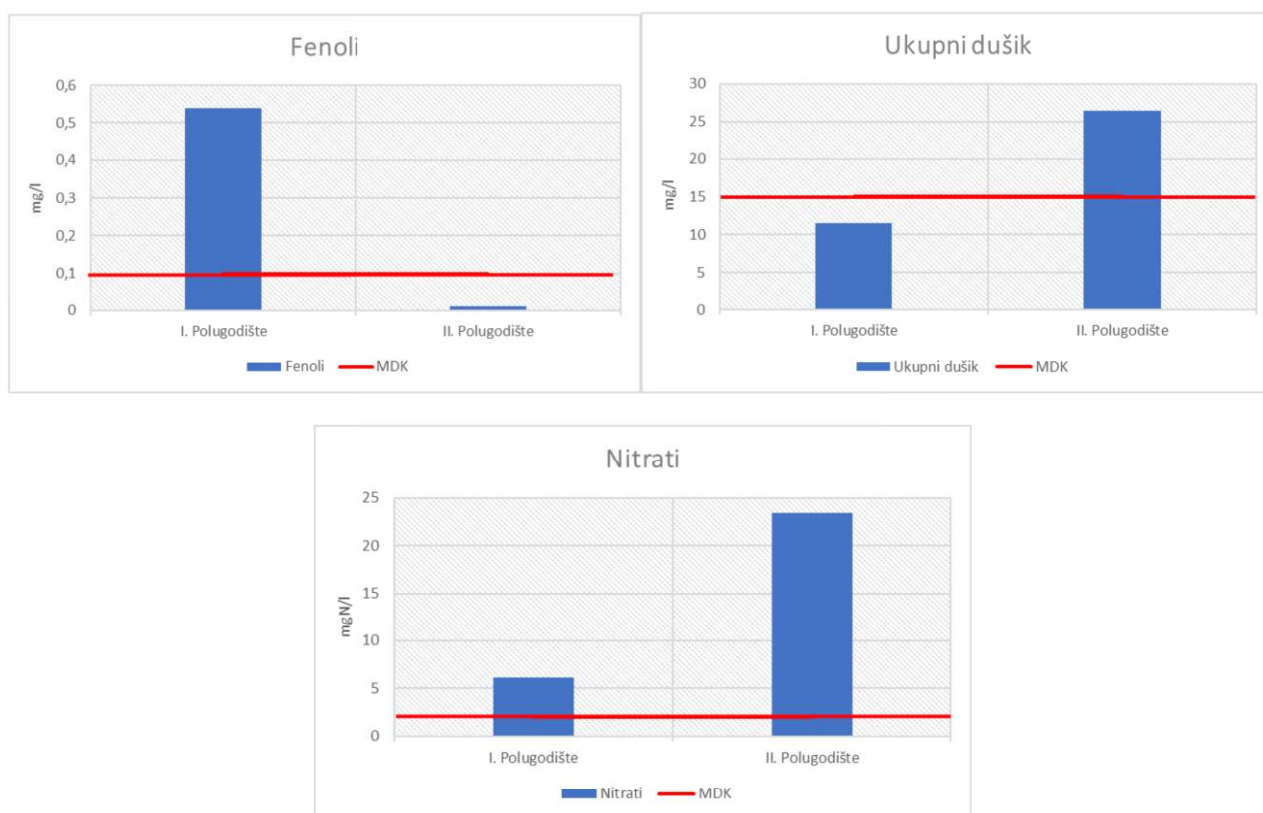 Fenoli
0,6
0,5
0,4
0,3
0,2
0,1
0
mg/l
I. Polugodište
II. Polugodište
Fenoli
MDK
Ukupni dušik
30
25
20
15
10
5
0
mg/l
I. Polugodište
II. Polugodište
Ukupni dušik
MDK
Nitrati
25
20
15
10
5
0
mgN/l
I. Polugodište
II. Polugodište
Nitrati
MDK